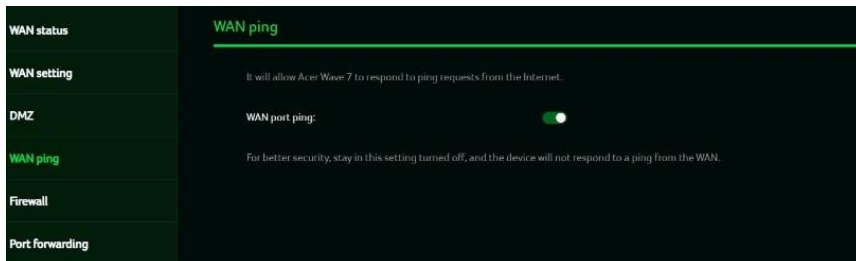 WAN status
WAN setting
DMZ
WAN ping
Firewall
Port forwarding
WAN ping
It will allow Acer Wave 7 to respond to ping requests from the Internet.
WAN port ping:
For better security, stay in this setting turned off, and the device will not respond to a ping from the WAN.